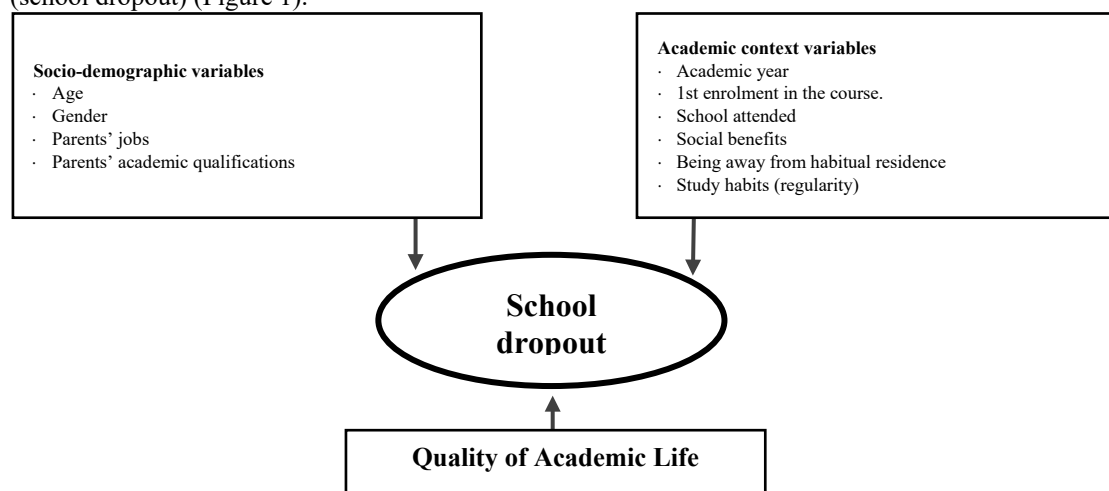 (school dropout) (Figure 1).
Socio-demographic variables
· Age
· Gender
· Parents’ jobs
· Parents’ academic qualifications
Academic context variables
· Academic year
· 1st enrolment in the course.
· School attended
· Social benefits
· Being away from habitual residence
· Study habits (regularity)
School
dropout
Quality of Academic Life